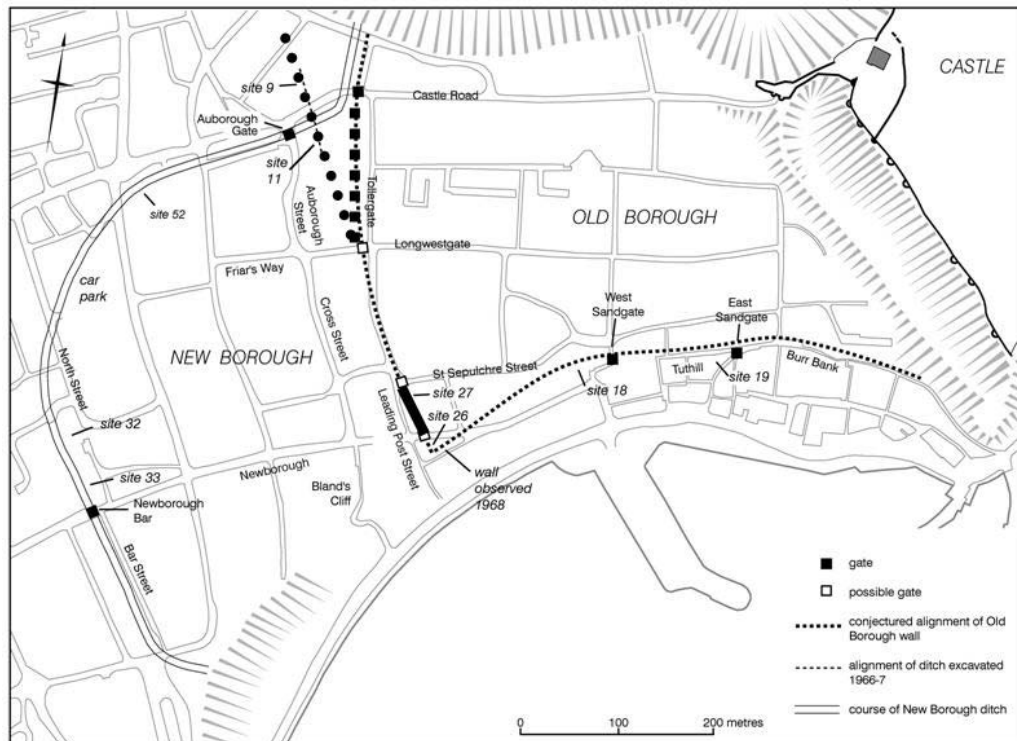 CASTLE
site 9
Castle Road
Auborough
Gate
site
11
site 52
Auborough
Street
Tollergate
OLD BOROUGH
Longwestgate
Friar's Way
car
park
West
Sandgate
East
Sandgate
Cross Street
NEW BOROUGH
St Sepulchre Street
Burr Bank
Tuthill
site 19
site 18
North Street
site 27
site 26
Leading Post Street
site 32
Newborough
wall
observed
1968
site 33
Bland's
Cliff
Newborough
Bar
Bar Street
gate
possible gate
conjectured alignment of Old
Borough wall
alignment of ditch excavated
1966-7
course of New Borough ditch
0 100 200 metres